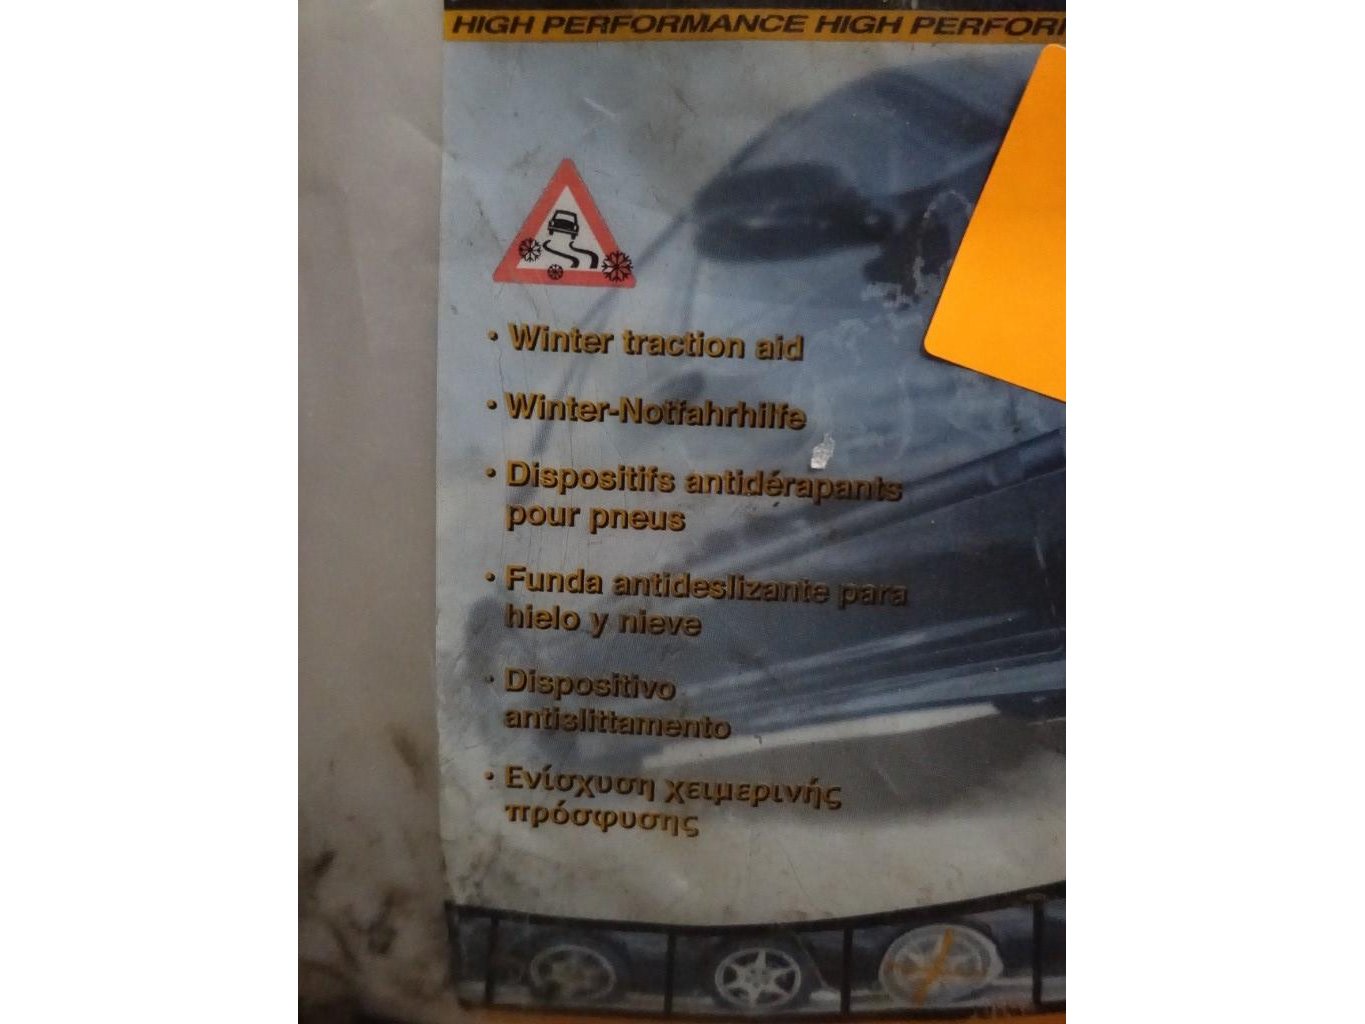 HIGH PERFORMANCE HIGH PERFOR
• Winter traction aid
• Winter-Notfahrhilfe
• Dispositifs antidérapants
pour pneus
• Funda antideslizante para
hielo y nieve
• Dispositivo
antislittamento
• Ενίσχυση χειμερινής
πρόσφυσης